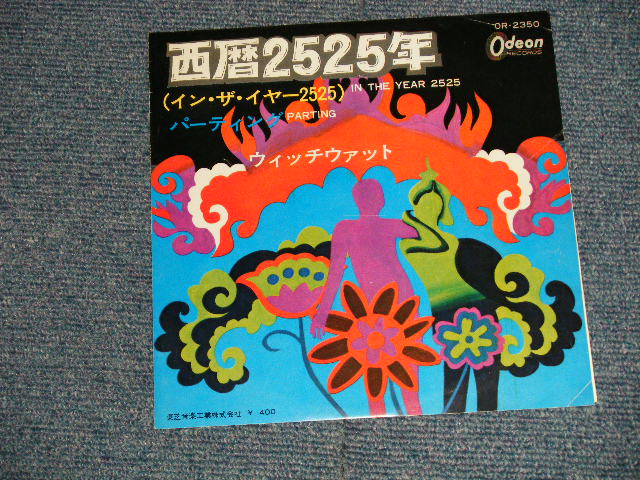 OR-2350
Odeon
RECORDS
西暦2525年
(イン・ザ・イヤー2525) IN THE YEAR 2525
パーティング PARTING
ウィッチウァット
東芝音楽工業株式会社 ¥ 400